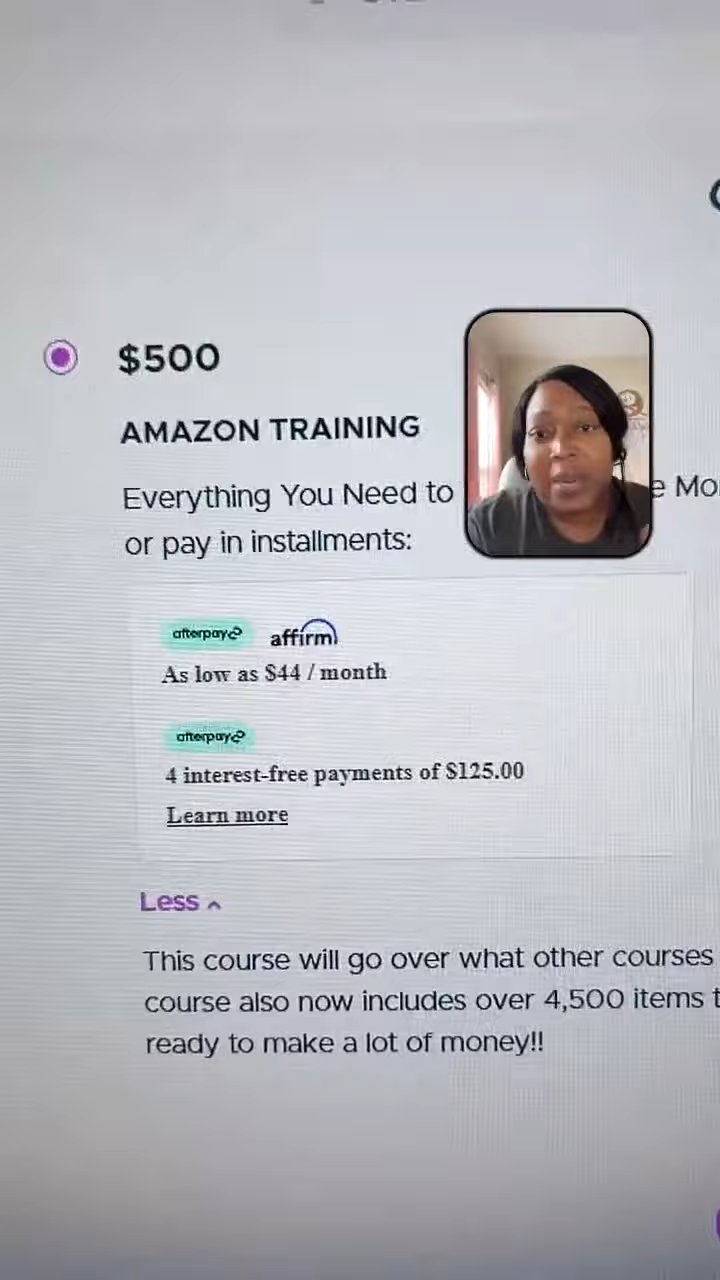 $500
AMAZON TRAINING
Everything You Need to e Mo
or pay in installments:
afterpay affirm
As low as $44 / month
afterpay
4 interest-free payments of $125.00
Learn more
Less
This course will go over what other courses
course also now includes over 4,500 items t
ready to make a lot of money!!